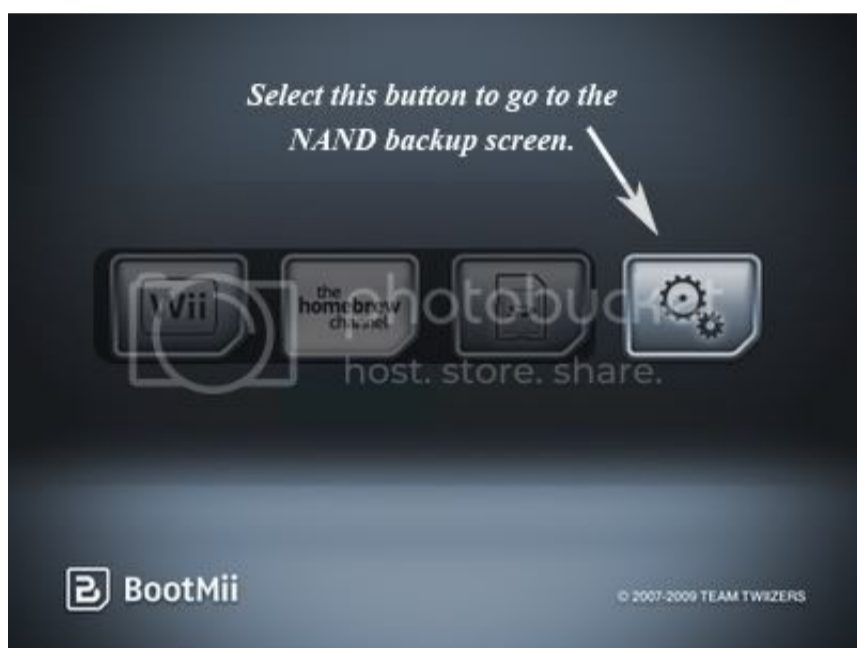 Select this button to go to the
NAND backup screen.
Wii
the
homebrew
channel
photobucket
host. store. share.
BootMii
© 2007-2009 TEAM TWIIZERS